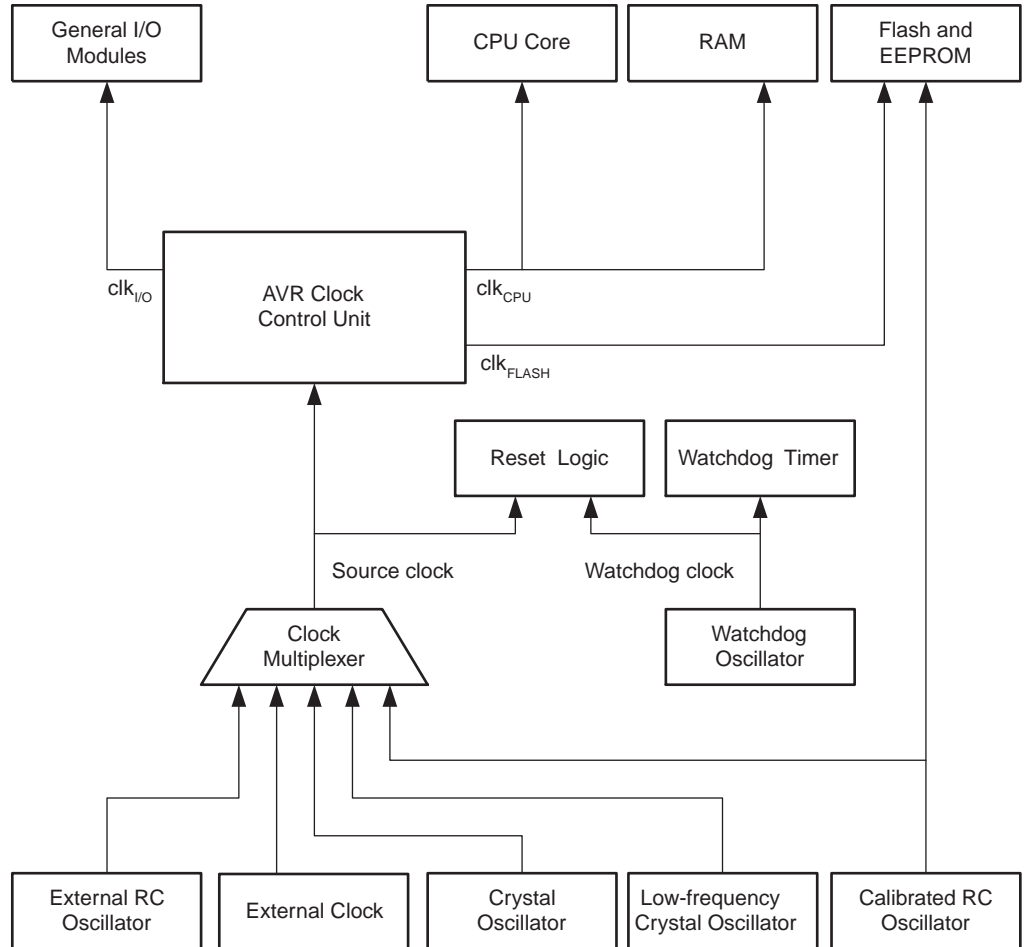 General I/O
Modules
CPU Core
RAM
Flash and
EEPROM
clkI/O
AVR Clock
Control Unit
clkCPU
clkFLASH
Reset Logic
Watchdog Timer
Source clock
Watchdog clock
Clock
Multiplexer
Watchdog
Oscillator
External RC
Oscillator
External Clock
Crystal
Oscillator
Low-frequency
Crystal Oscillator
Calibrated RC
Oscillator